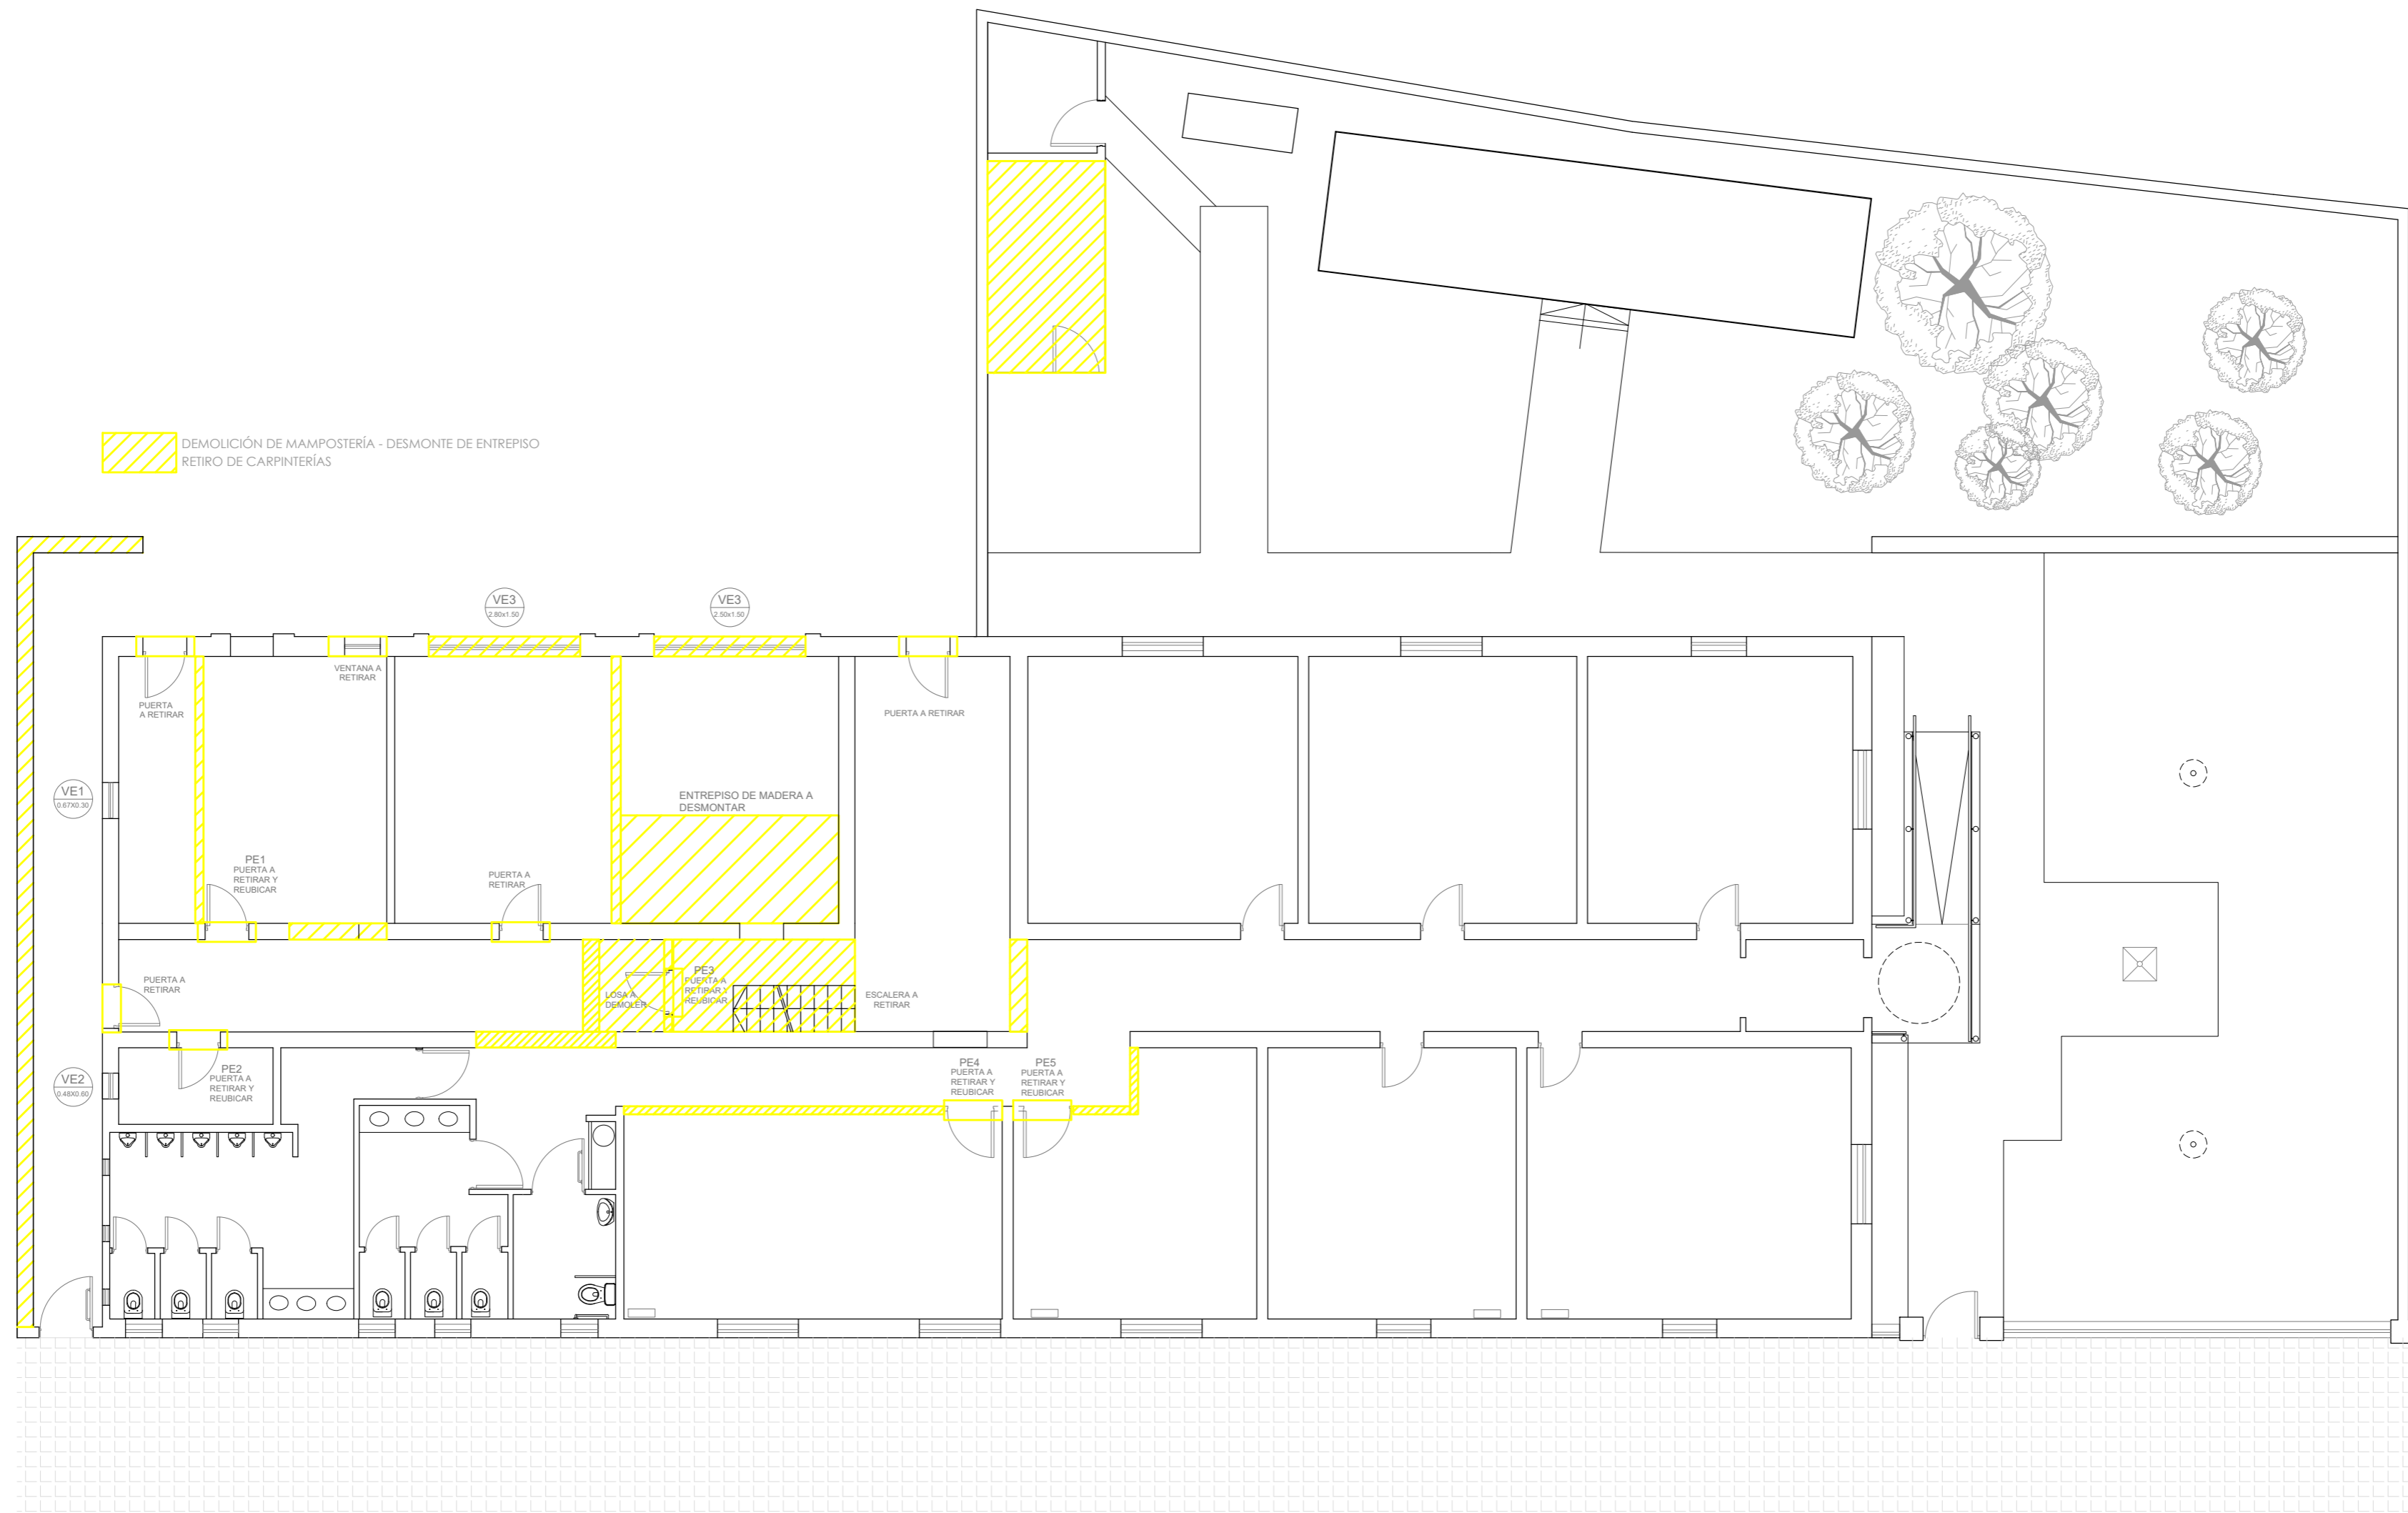 DEMOLICIÓN DE MAMPOSTERÍA - DESMONTE DE ENTREPISO
RETIRO DE CARPINTERÍAS
VE3
2.80x1.50
VE3
2.50x1.50
VENTANA A
RETIRAR
PUERTA
A RETIRAR
PUERTA A RETIRAR
VE1
0.67X0.30
ENTREPISO DE MADERA A
DESMONTAR
PE1
PUERTA A
RETIRAR Y
REUBICAR
PUERTA A
RETIRAR
PUERTA A
RETIRAR
LOSA A
DEMOLER
PE3
PUERTA A
RETIRAR Y
REUBICAR
ESCALERA A
RETIRAR
VE2
0.48X0.60
PE2
PUERTA A
RETIRAR Y
REUBICAR
PE4
PUERTA A
RETIRAR Y
REUBICAR
PE5
PUERTA A
RETIRAR Y
REUBICAR